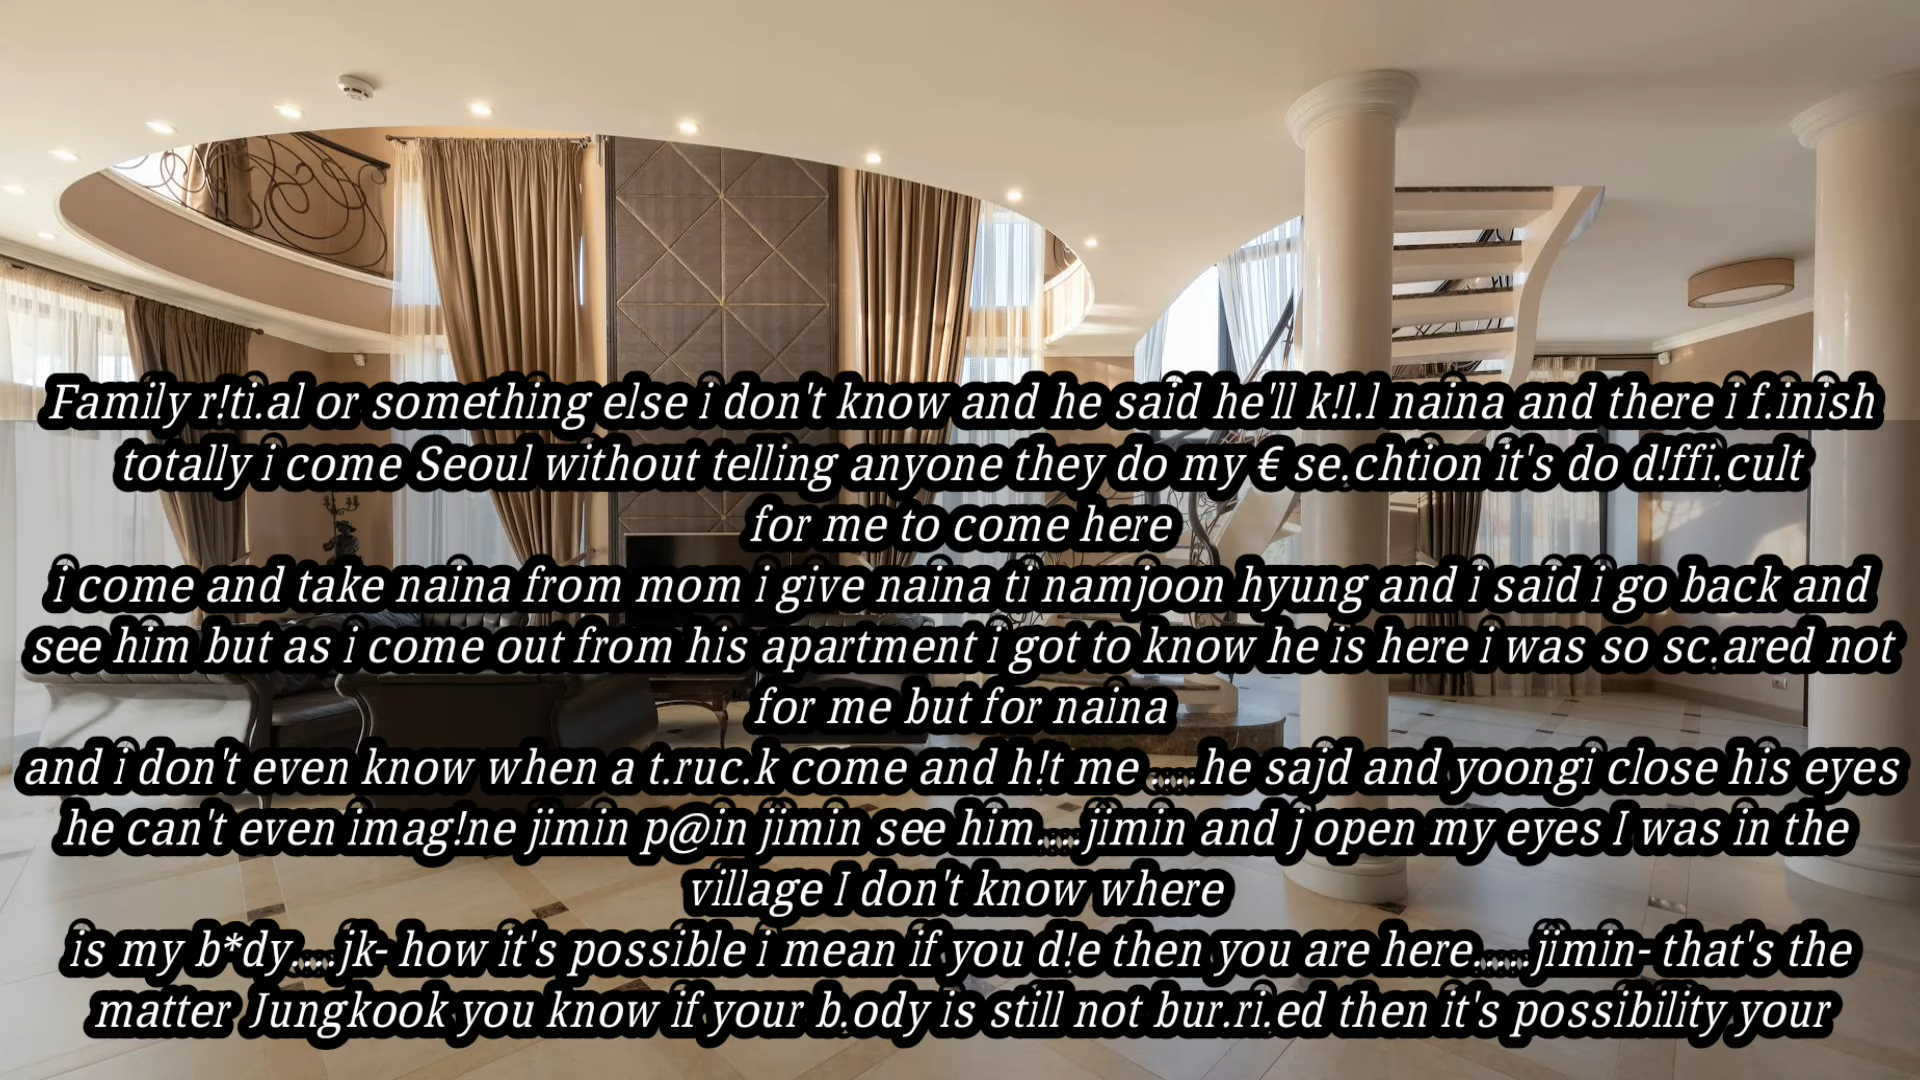 Family r!ti.al or something else i don't know and he said he'll k!l.l naina and there i f.inish
totally i come Seoul without telling anyone they do my € se.chtion it's do d!ffi.cult
for me to come here
i come and take naina from mom i give naina ti namjoon hyung and i said i go back and
see him but as i come out from his apartment i got to know he is here i was so sc.ared not
for me but for naina
and i don't even know when a t.ruc.k come and h!t me .....he sajd and yoongi close his eyes
he can't even imag!ne jimin p@in jimin see him.....jimin and j open my eyes I was in the
village I don't know where
is my b*dy.....jk- how it's possible i mean if you d!e then you are here......jimin- that's the
matter Jungkook you know if your b.ody is still not bur.ri.ed then it's possibility your